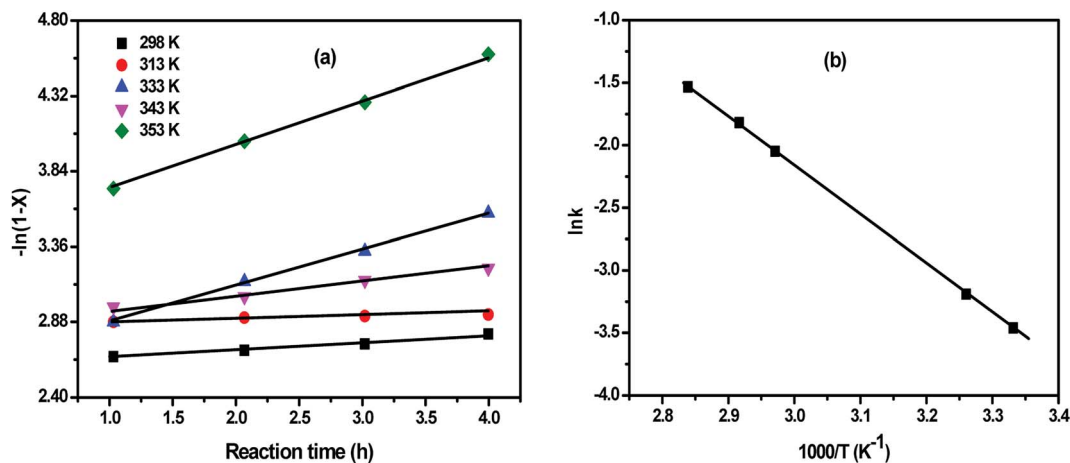 4.80
4.32
3.84
3.36
2.88
2.40
-ln(1-X)
298 K
313 K
333 K
343 K
353 K
(a)
1.0 1.5 2.0 2.5 3.0 3.5 4.0
Reaction time (h)
-1.0
-1.5
-2.0
-2.5
-3.0
-3.5
-4.0
lnk
(b)
2.8 2.9 3.0 3.1 3.2 3.3 3.4
1000/T (K⁻¹)